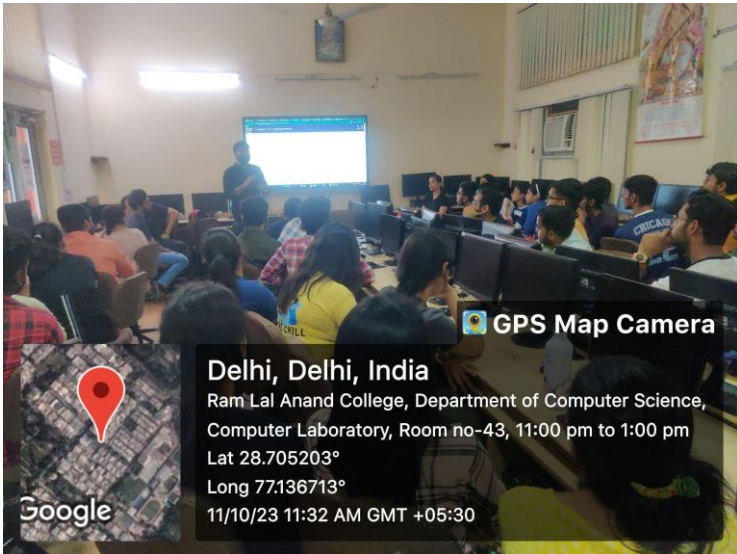 CHICAG
CHILL
GPS Map Camera
Delhi, Delhi, India
Ram Lal Anand College, Department of Computer Science,
Computer Laboratory, Room no-43, 11:00 pm to 1:00 pm
Lat 28.705203°
Long 77.136713°
11/10/23 11:32 AM GMT +05:30
Google